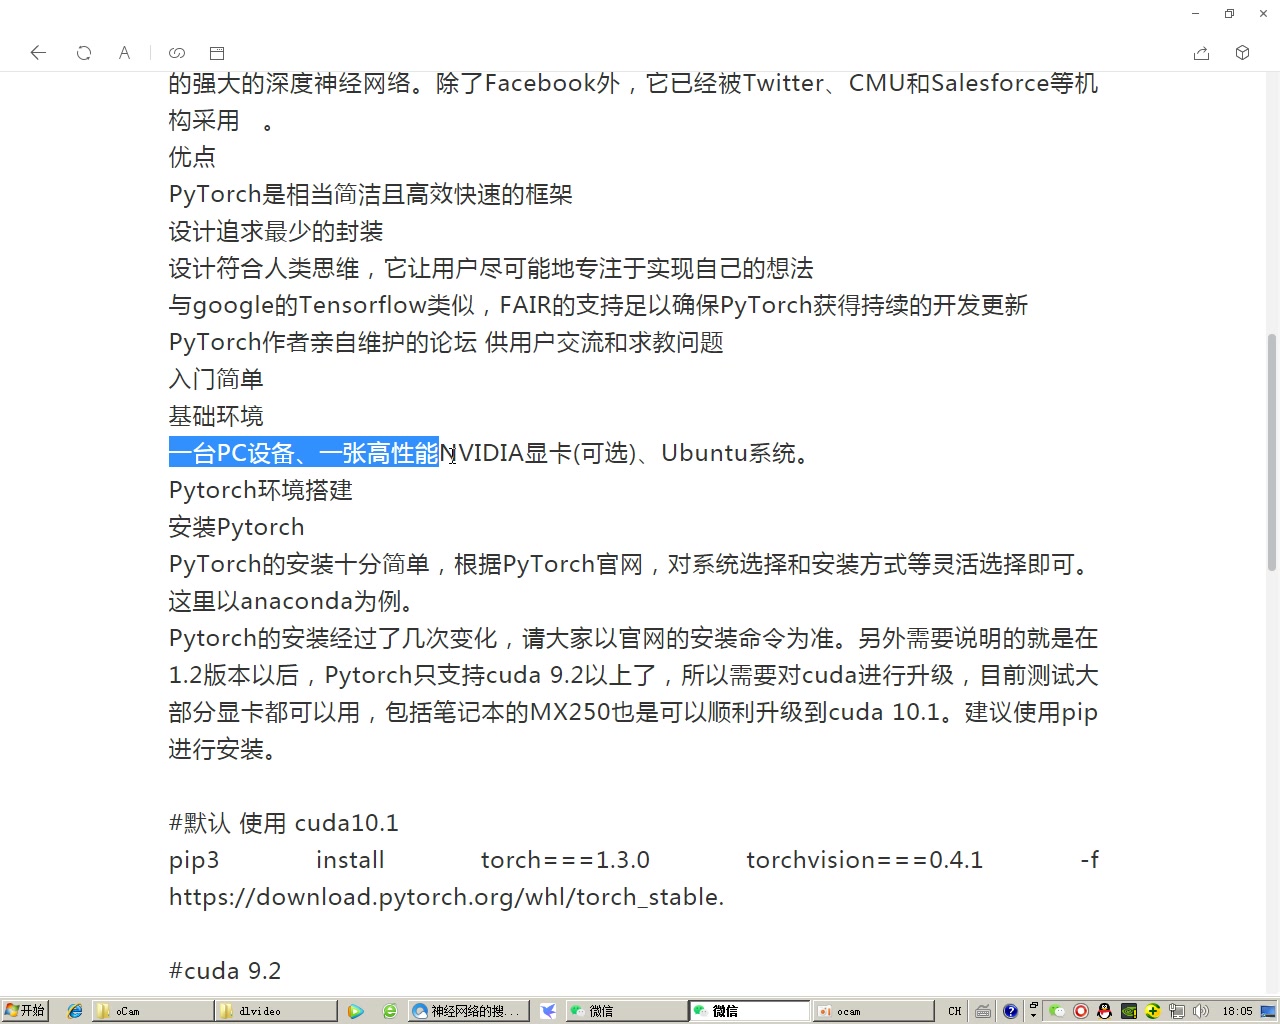 的强大的深度神经网络。除了Facebook外，它已经被Twitter、CMU和Salesforce等机
构采用　。
优点
PyTorch是相当简洁且高效快速的框架
设计追求最少的封装
设计符合人类思维，它让用户尽可能地专注于实现自己的想法
与google的Tensorflow类似，FAIR的支持足以确保PyTorch获得持续的开发更新
PyTorch作者亲自维护的论坛 供用户交流和求教问题
入门简单
基础环境
一台PC设备、一张高性能NVIDIA显卡(可选)、Ubuntu系统。
Pytorch环境搭建
安装Pytorch
PyTorch的安装十分简单，根据PyTorch官网，对系统选择和安装方式等灵活选择即可。
这里以anaconda为例。
Pytorch的安装经过了几次变化，请大家以官网的安装命令为准。另外需要说明的就是在
1.2版本以后，Pytorch只支持cuda 9.2以上了，所以需要对cuda进行升级，目前测试大
部分显卡都可以用，包括笔记本的MX250也是可以顺利升级到cuda 10.1。建议使用pip
进行安装。
#默认 使用 cuda10.1
pip3 install torch===1.3.0 torchvision===0.4.1 -f
https://download.pytorch.org/whl/torch_stable.
#cuda 9.2
开始 oCam dlvideo 神经网络的搜... 微信 微信 ocam CH 18:05